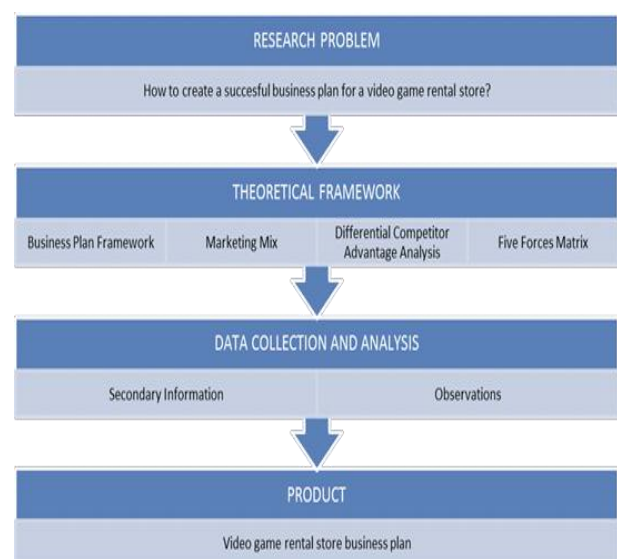 RESEARCH PROBLEM
How to create a succesful business plan for a video game rental store?
THEORETICAL FRAMEWORK
Business Plan Framework
Marketing Mix
Differential Competitor
Advantage Analysis
Five Forces Matrix
DATA COLLECTION AND ANALYSIS
Secondary Information
Observations
PRODUCT
Video game rental store business plan